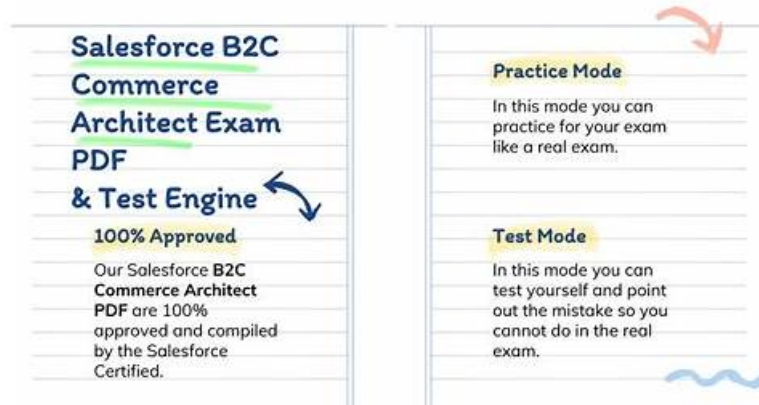 Salesforce B2C
Commerce
Architect Exam
PDF
& Test Engine
100% Approved
Our Salesforce B2C
Commerce Architect
PDF are 100%
approved and compiled
by the Salesforce
Certified.
Practice Mode
In this mode you can
practice for your exam
like a real exam.
Test Mode
In this mode you can
test yourself and point
out the mistake so you
cannot do in the real
exam.